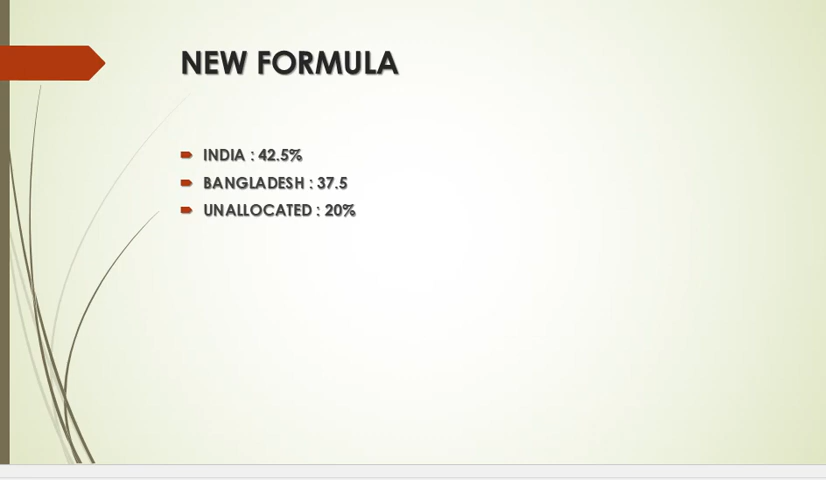 NEW FORMULA
INDIA : 42.5%
BANGLADESH : 37.5
UNALLOCATED : 20%